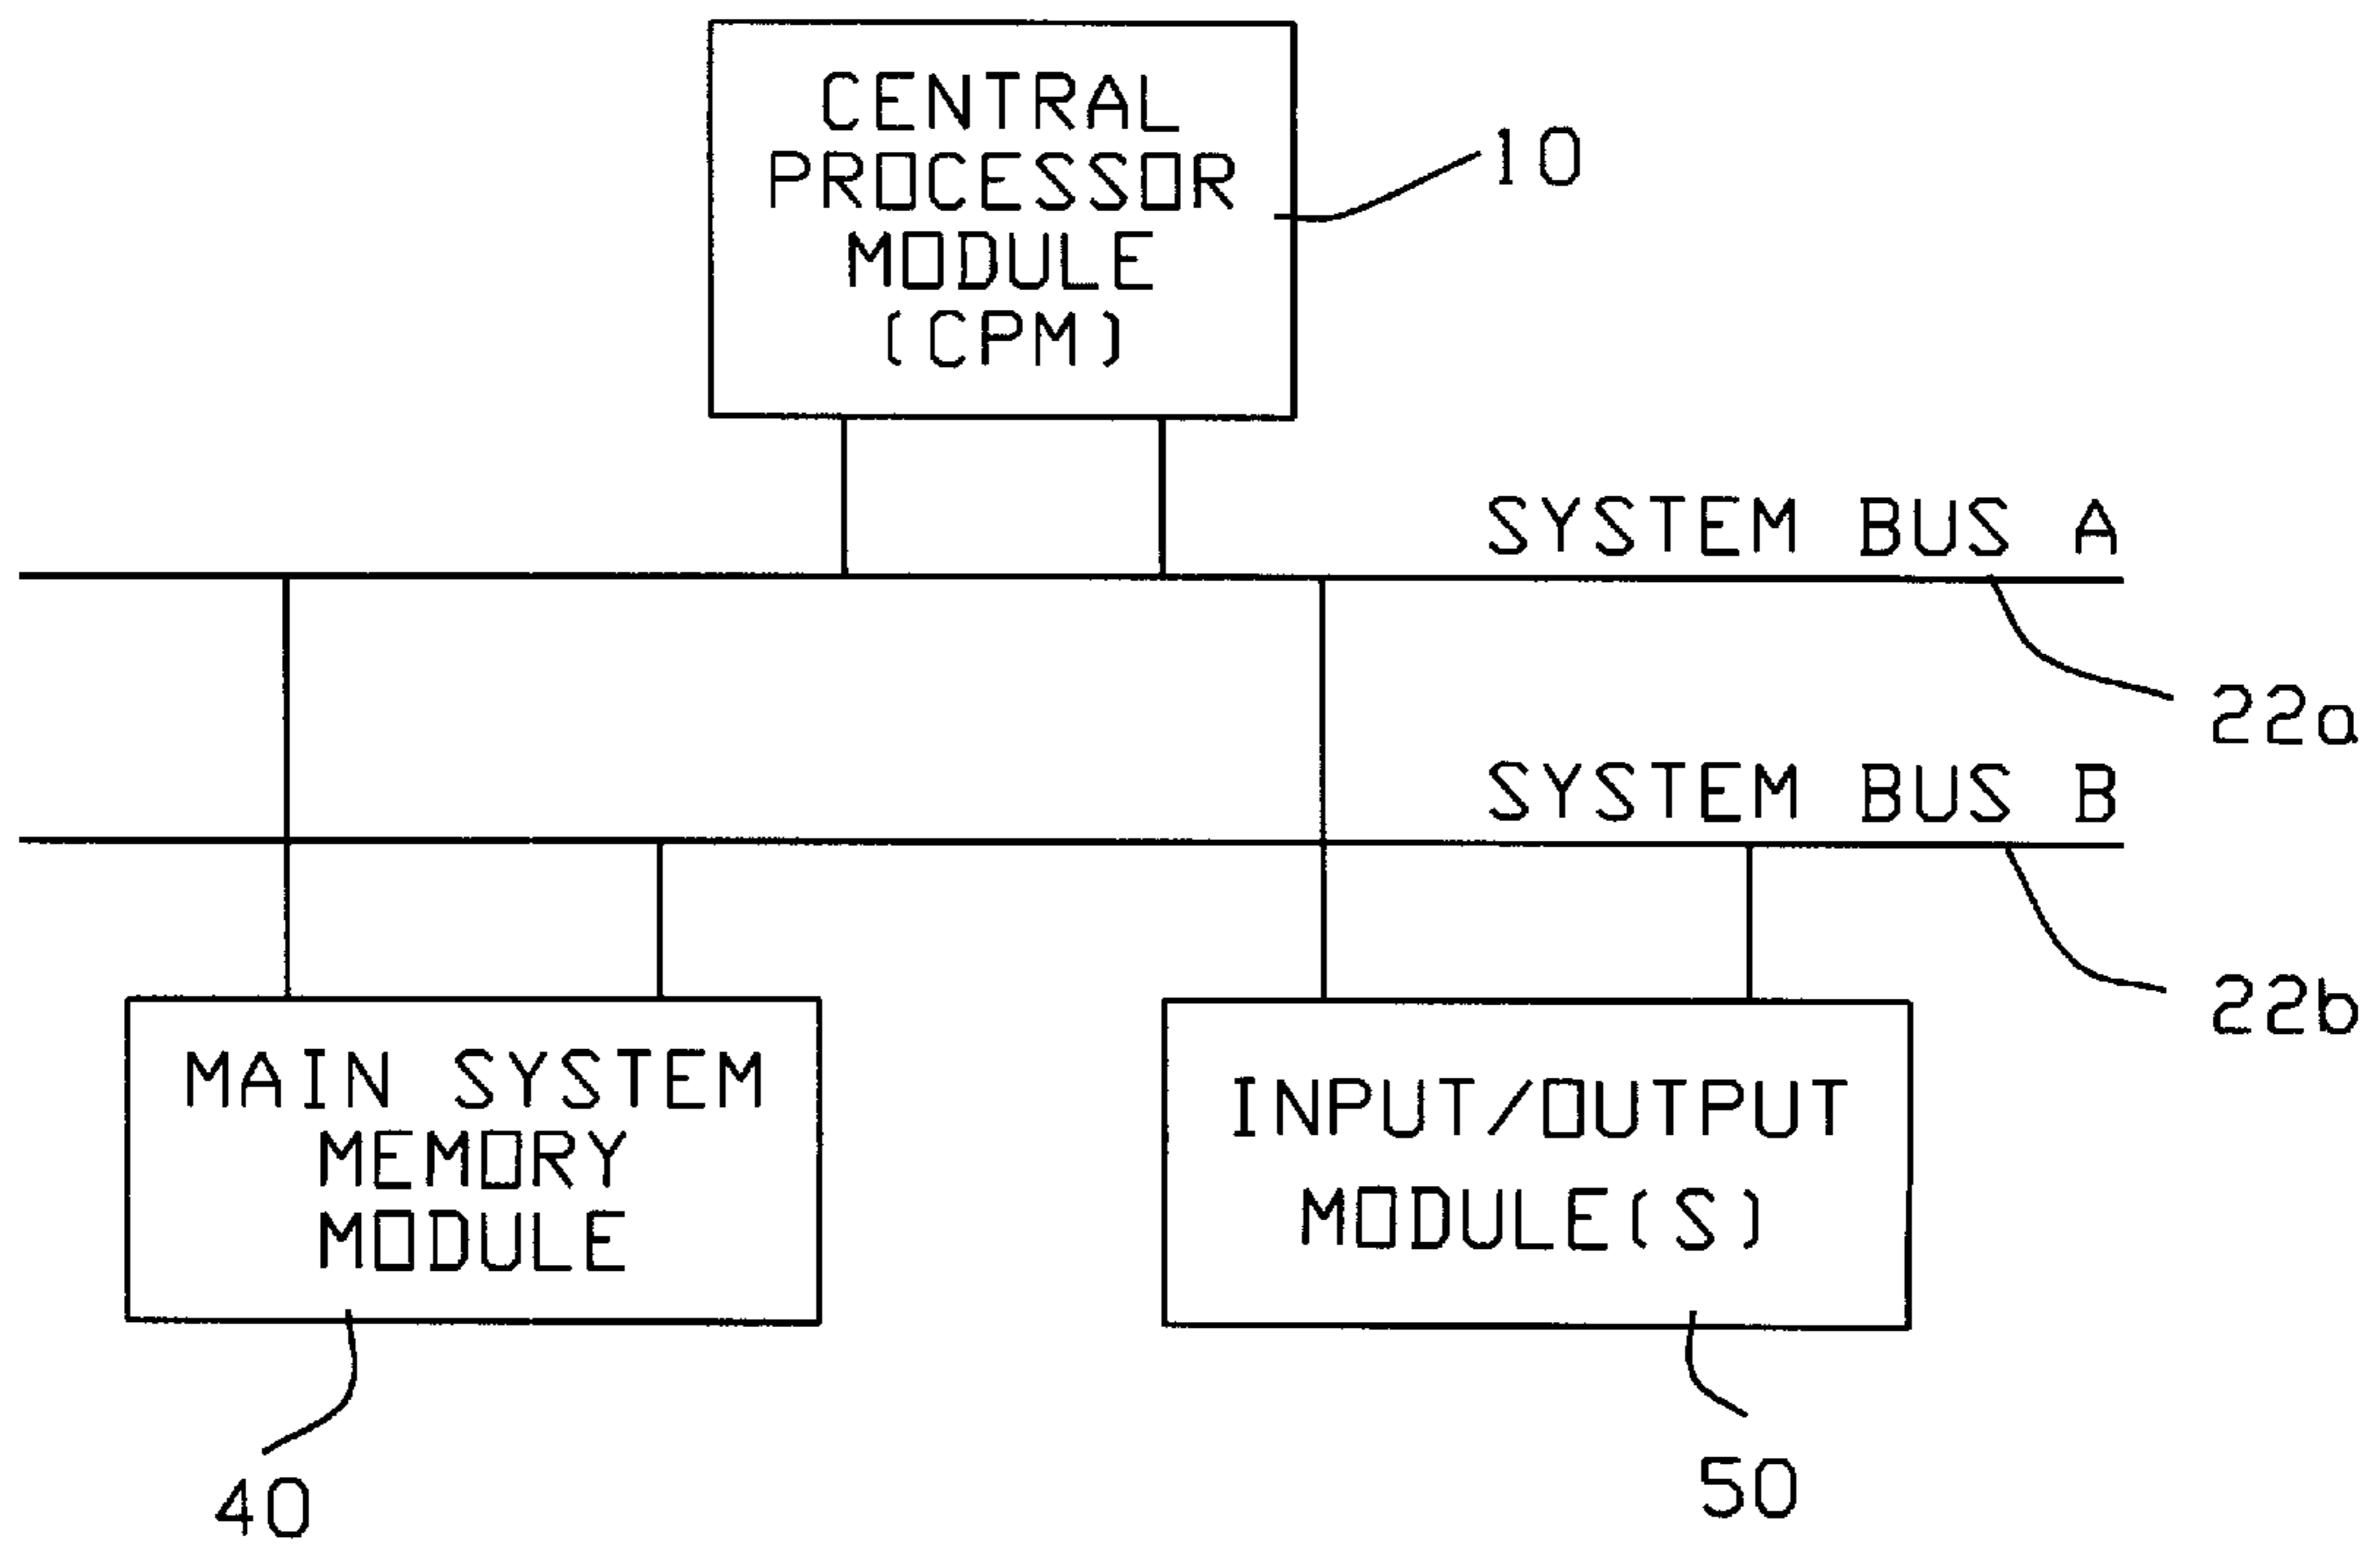 CENTRAL
PROCESSOR
MODULE
(CPM)
10
SYSTEM BUS A
22a
SYSTEM BUS B
22b
MAIN SYSTEM
MEMORY
MODULE
40
INPUT/OUTPUT
MODULE(S)
50